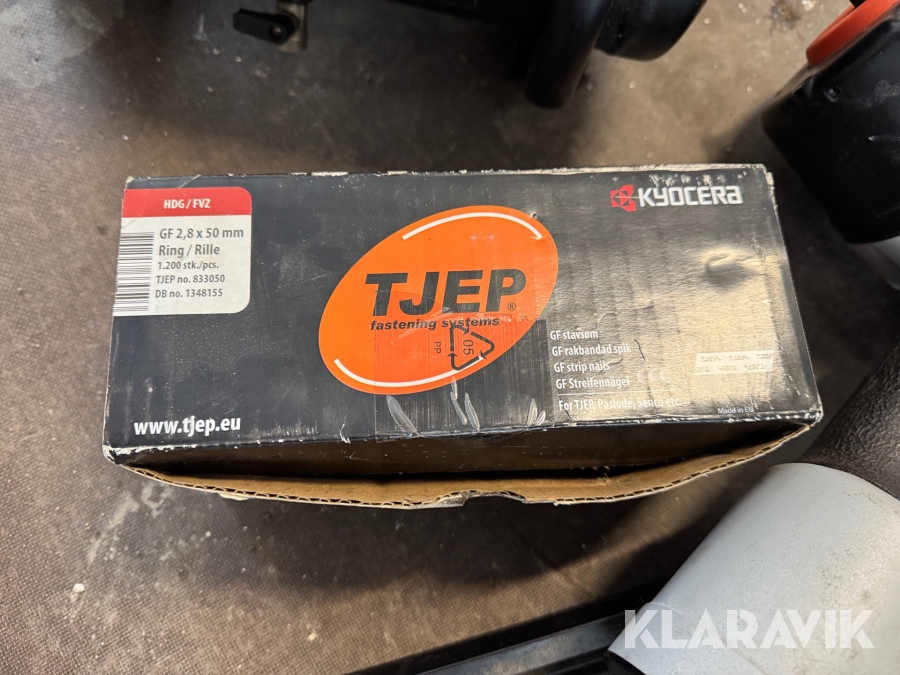 HDG / FVZ
GF 2,8 x 50 mm
Ring / Rille
1.200 stk./pcs.
TJEP no. 833050
DB no. 1348155
KYOCERA
TJEP®
fastening systems
05
PP
GF stavsøm
GF rakbandad spik
GF strip nails
GF Streifennägel
For TJEP, Paslode, Senco etc.
Made in EU
www.tjep.eu
KLARAVIK